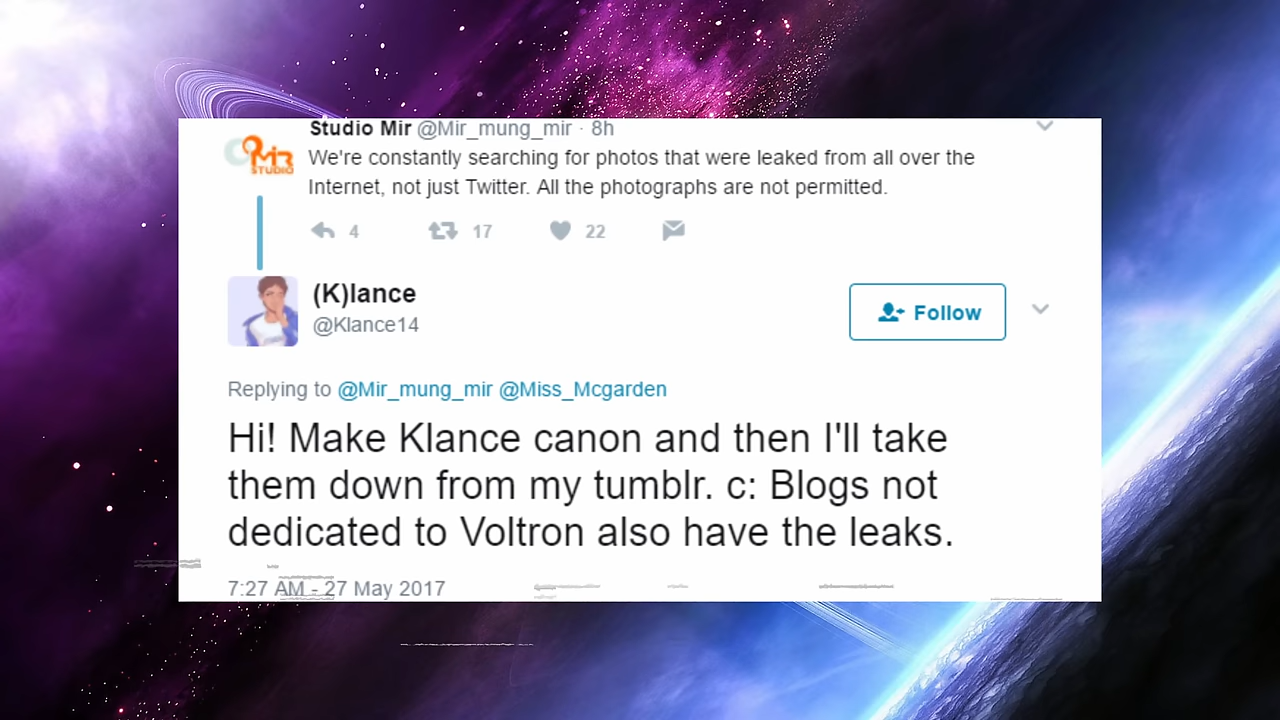 Studio Mir @Mir_mung_mir · 8h
MiR
STUDIO
We're constantly searching for photos that were leaked from all over the
Internet, not just Twitter. All the photographs are not permitted.
4 17 22
(K)lance
@Klance14
Follow
Replying to @Mir_mung_mir @Miss_Mcgarden
Hi! Make Klance canon and then I'll take
them down from my tumblr. c: Blogs not
dedicated to Voltron also have the leaks.
7:27 AM - 27 May 2017